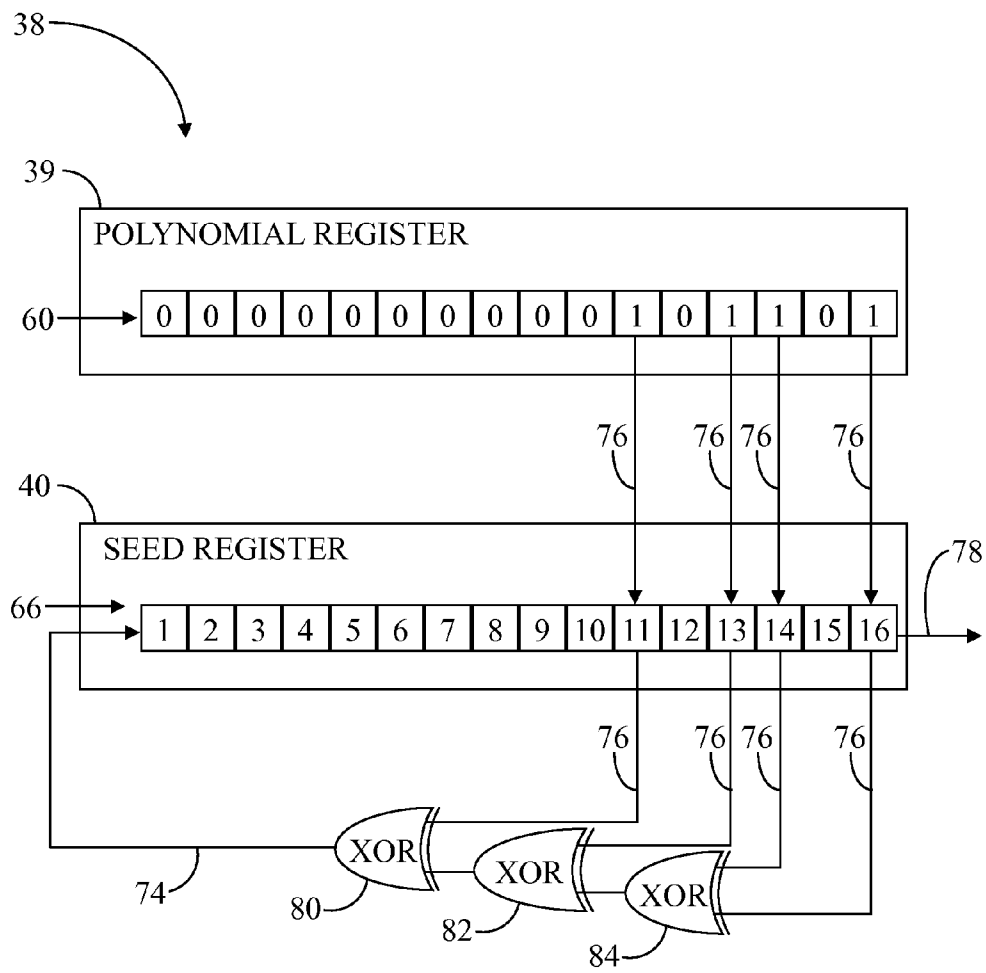 38
39
POLYNOMIAL REGISTER
60 0 0 0 0 0 0 0 0 0 0 1 0 1 1 0 1
76 76 76 76
40
SEED REGISTER
78
66
1 2 3 4 5 6 7 8 9 10 11 12 13 14 15 16
76 76 76 76
XOR
XOR
XOR
74
80
82
84